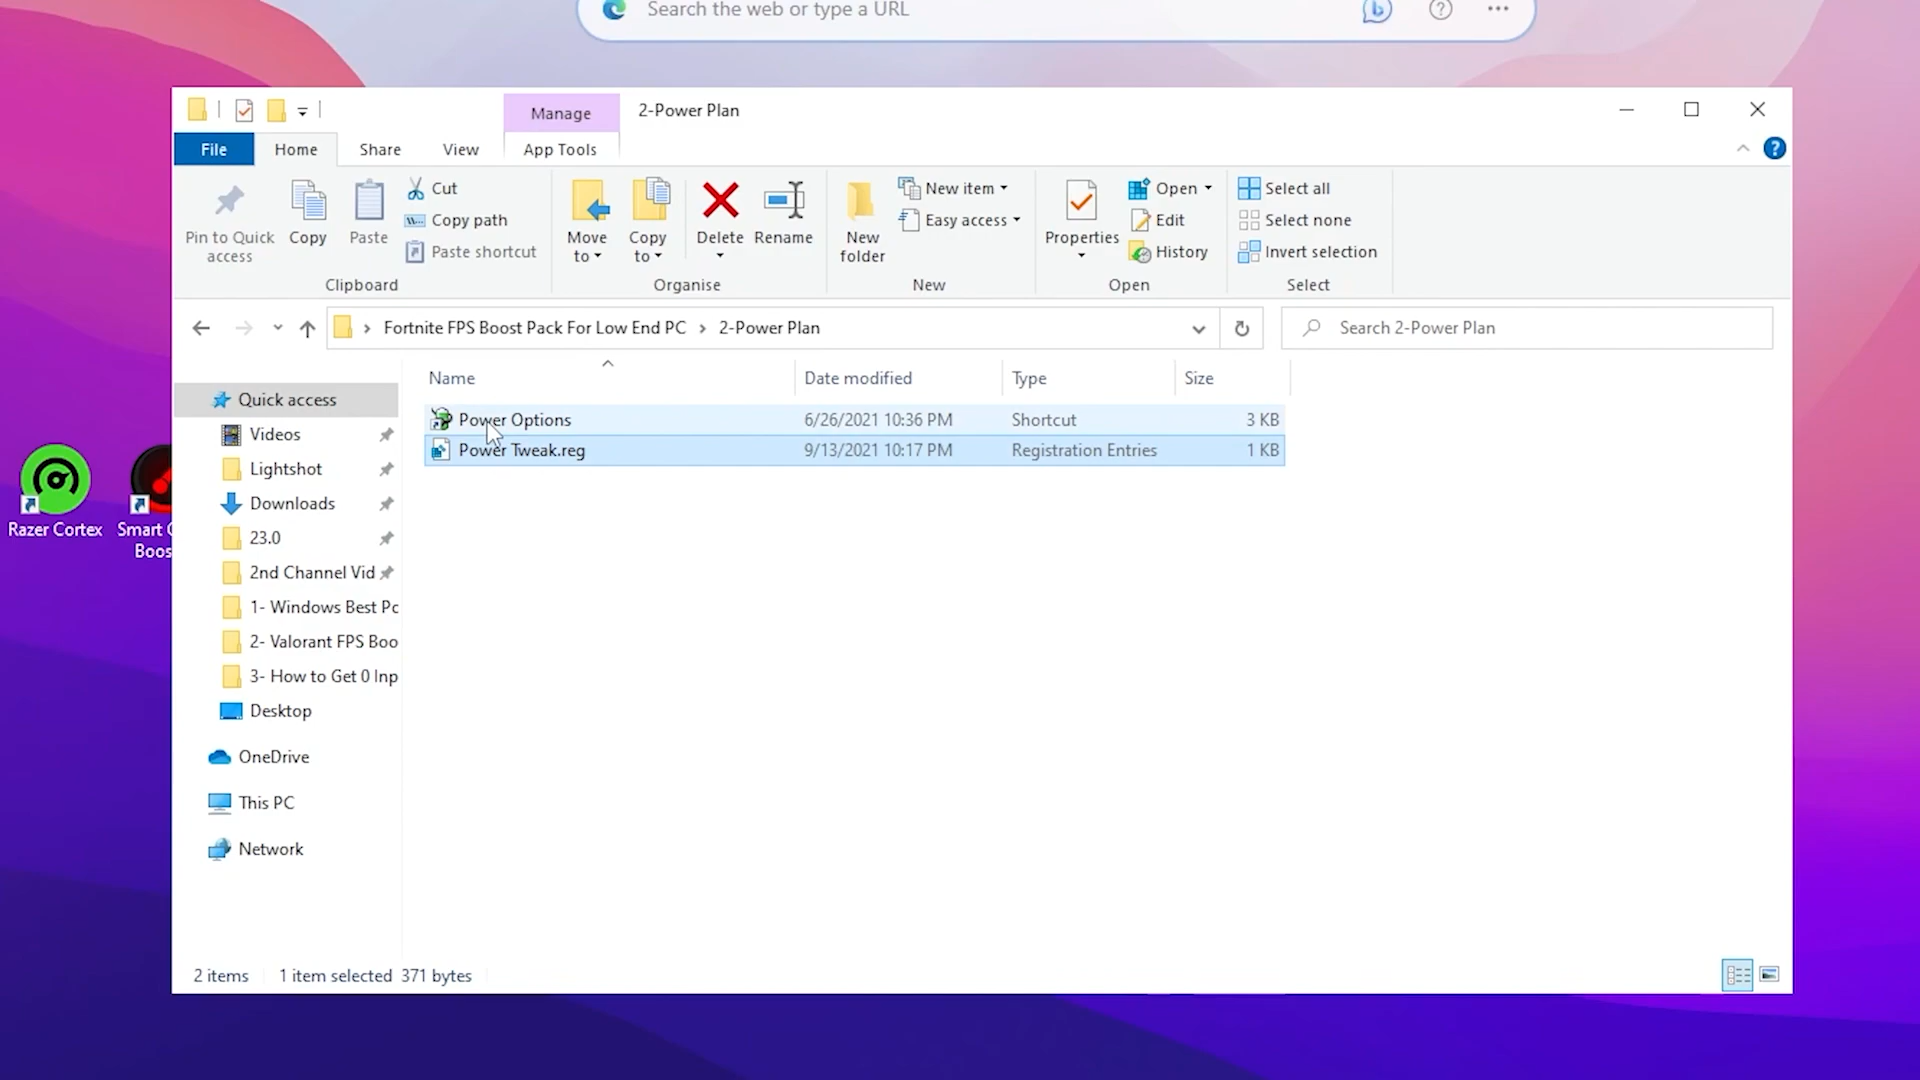 Search the web or type a URL
Manage
2-Power Plan
File
Home
Share
View
App Tools
Pin to Quick
access
Copy
Paste
Cut
Copy path
Paste shortcut
Clipboard
Move
to
Copy
to
Delete
Rename
Organise
New
folder
New item
Easy access
New
Properties
Open
Edit
History
Open
Select all
Select none
Invert selection
Select
Fortnite FPS Boost Pack For Low End PC
2-Power Plan
Search 2-Power Plan
Name
Date modified
Type
Size
Power Options
6/26/2021 10:36 PM
Shortcut
3 KB
Power Tweak.reg
9/13/2021 10:17 PM
Registration Entries
1 KB
Quick access
Videos
Lightshot
Downloads
23.0
2nd Channel Vid
1- Windows Best Pc
2- Valorant FPS Boo
3- How to Get 0 Inp
Desktop
OneDrive
This PC
Network
Razer Cortex
Smart
Boos
2 items
1 item selected 371 bytes